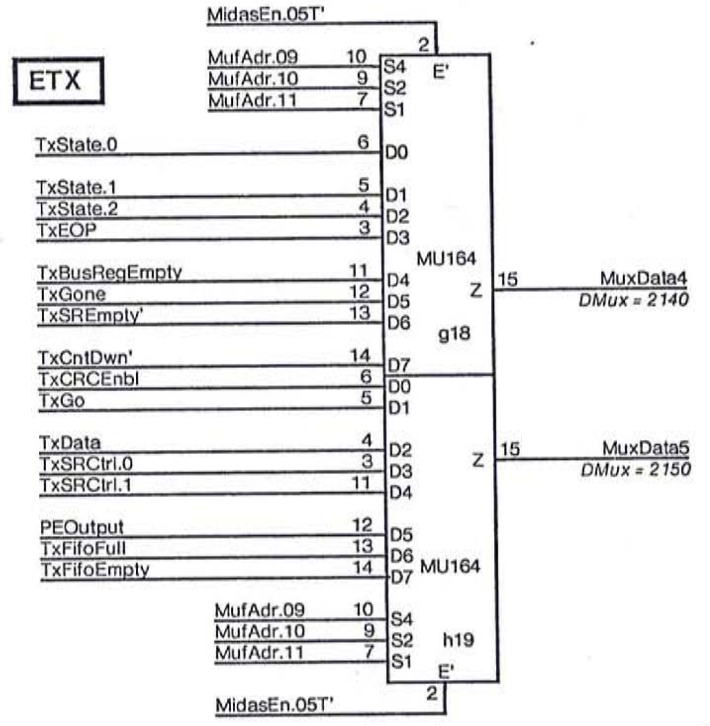 MidasEn.05T'
2
MufAdr.09 10 S4 E'
MufAdr.10 9 S2
MufAdr.11 7 S1
ETX
TxState.0 6 D0
TxState.1 5 D1
TxState.2 4 D2
TxEOP 3 D3
MU164
TxBusRegEmpty 11 D4
Z 15 MuxData4
TxGone 12 D5
DMux = 2140
TxSREmpty' 13 D6
g18
TxCntDwn' 14 D7
TxCRCEnbl 6 D0
TxGo 5 D1
TxData 4 D2
Z 15 MuxData5
TxSRCtrl.0 3 D3
DMux = 2150
TxSRCtrl.1 11 D4
PEOutput 12 D5
TxFifoFull 13 D6
TxFifoEmpty 14 D7 MU164
MufAdr.09 10 S4
MufAdr.10 9 S2 h19
MufAdr.11 7 S1
E'
2
MidasEn.05T'